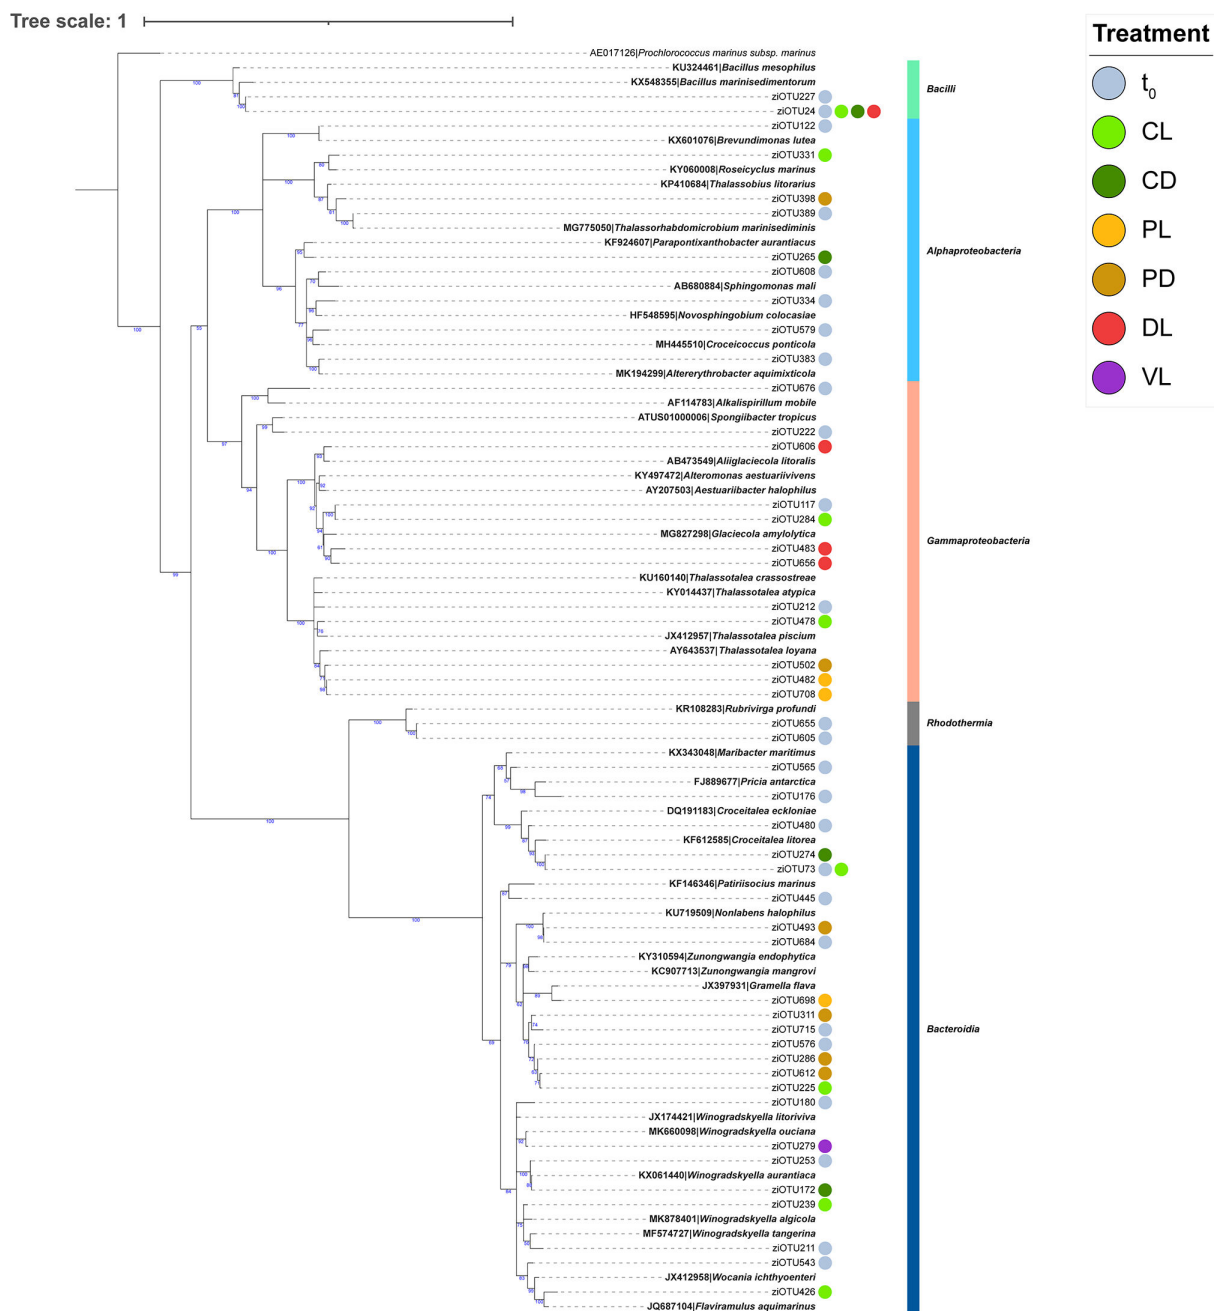 Tree scale: 1
AE017126|Prochlorococcus marinus subsp. marinus
KU324461|Bacillus mesophilus
KX548355|Bacillus marinisedimentorum
ziOTU227
ziOTU24
ziOTU122
KX601076|Brevundimonas lutea
ziOTU331
KY060008|Roseicyclus marinus
KP410684|Thalassobius litorarius
ziOTU398
ziOTU389
MG775050|Thalassorhabdomicrobium marinisediminis
KF924607|Parapontixanthobacter aurantiacus
ziOTU265
ziOTU608
AB680884|Sphingomonas mali
ziOTU334
HF548595|Novosphingobium colocasiae
ziOTU579
MH445510|Croceicoccus ponticola
ziOTU383
MK194299|Altererythrobacter aquimixticola
ziOTU676
AF114783|Alkalispirillum mobile
ATUS01000006|Spongiibacter tropicus
ziOTU222
ziOTU606
AB473549|Aliiglaciecola litoralis
KY497472|Alteromonas aestuariivivens
AY207503|Aestuariibacter halophilus
ziOTU117
ziOTU284
MG827298|Glaciecola amylolytica
ziOTU483
ziOTU656
KU160140|Thalassotalea crassostreae
KY014437|Thalassotalea atypica
ziOTU212
ziOTU478
JX412957|Thalassotalea piscium
AY643537|Thalassotalea loyana
ziOTU502
ziOTU482
ziOTU708
KR108283|Rubrivirga profundi
ziOTU655
ziOTU605
KX343048|Maribacter maritimus
ziOTU565
FJ889677|Pricia antarctica
ziOTU176
DQ191183|Croceitalea eckloniae
ziOTU480
KF612585|Croceitalea litorea
ziOTU274
ziOTU73
KF146346|Patiriisocius marinus
ziOTU445
KU719509|Nonlabens halophilus
ziOTU493
ziOTU684
KY310594|Zunongwangia endophytica
KC907713|Zunongwangia mangrovi
JX397931|Gramella flava
ziOTU698
ziOTU311
ziOTU715
ziOTU576
ziOTU286
ziOTU612
ziOTU225
ziOTU180
JX174421|Winogradskyella litoriviva
MK660098|Winogradskyella ouciana
ziOTU279
ziOTU253
KX061440|Winogradskyella aurantiaca
ziOTU172
ziOTU239
MK878401|Winogradskyella algicola
MF574727|Winogradskyella tangerina
ziOTU211
ziOTU543
JX412958|Wocania ichthyoenteri
ziOTU426
JQ687104|Flaviramulus aquimarinus
Bacilli
Alphaproteobacteria
Gammaproteobacteria
Rhodothermia
Bacteroidia
Treatment
t0
CL
CD
PL
PD
DL
VL